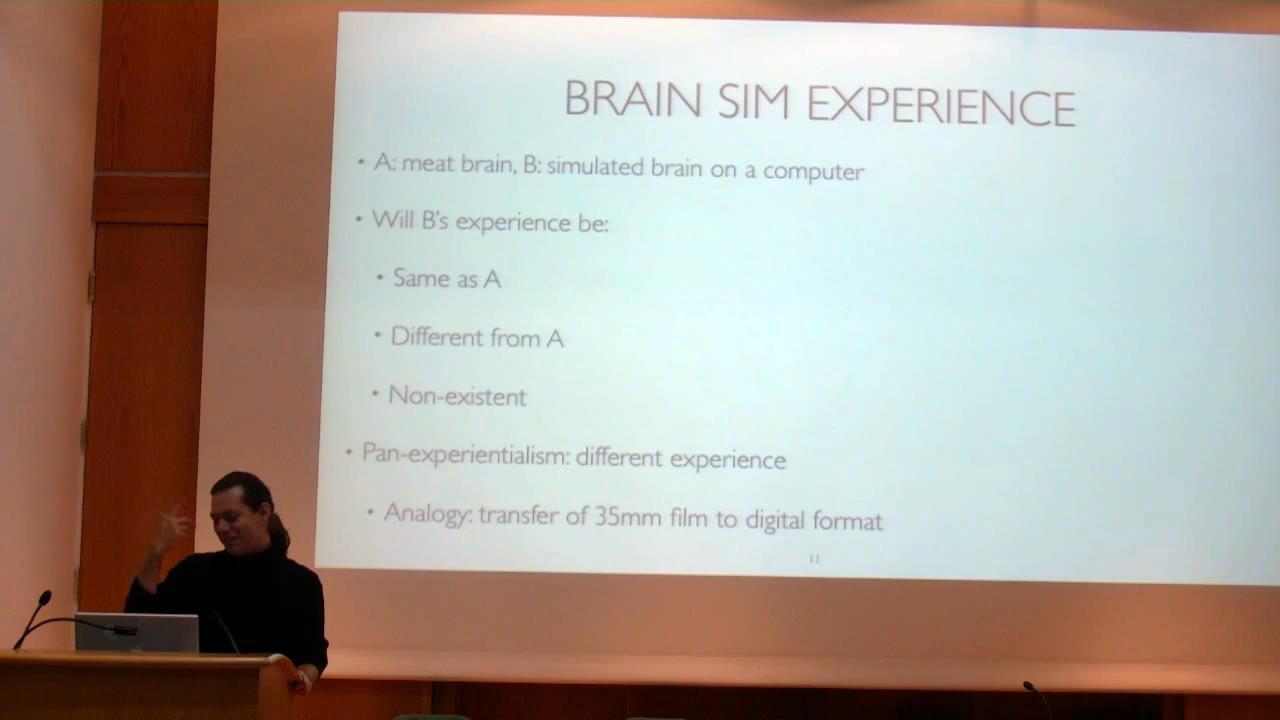 BRAIN SIM EXPERIENCE
• A: meat brain, B: simulated brain on a computer
• Will B's experience be:
• Same as A
• Different from A
• Non-existent
• Pan-experientialism: different experience
• Analogy: transfer of 35mm film to digital format
11